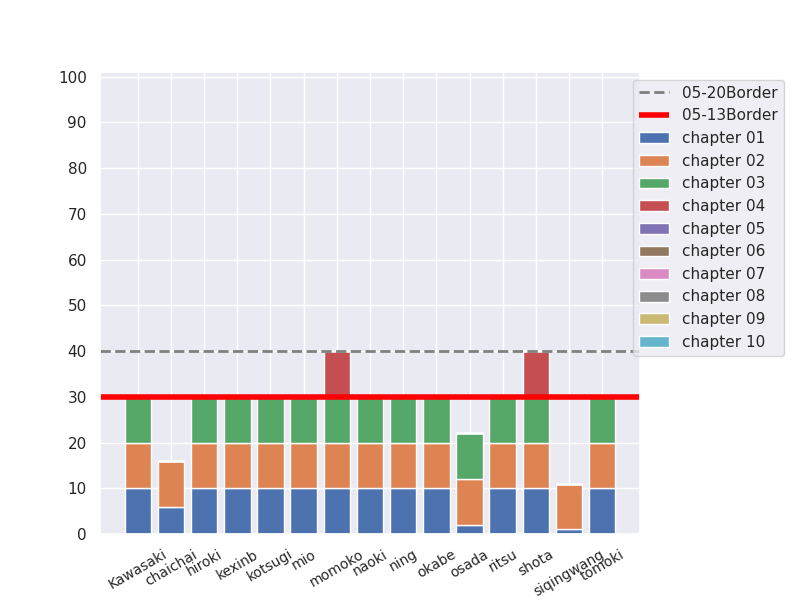 100
90
80
70
60
50
40
30
20
10
0
Kawasaki
chaichai
hiroki
kexinb
kotsugi
mio
momoko
naoki
ning
okabe
osada
ritsu
shota
siqingwang
tomoki
05-20Border
05-13Border
chapter 01
chapter 02
chapter 03
chapter 04
chapter 05
chapter 06
chapter 07
chapter 08
chapter 09
chapter 10